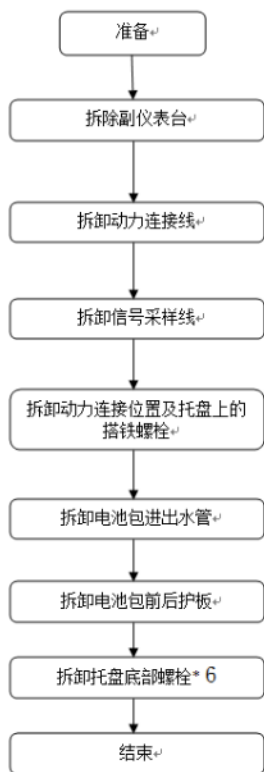 准备
拆除副仪表台
拆卸动力连接线
拆卸信号采样线
拆卸动力连接位置及托盘上的
搭铁螺栓
拆卸电池包进出水管
拆卸电池包前后护板
拆卸托盘底部螺栓* 6
结束